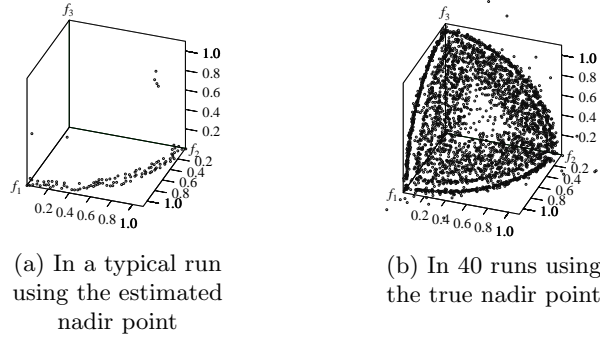 f3
1.0
0.8
0.6
0.4
0.2
f2
0.2
0.4
0.6
0.8
1.0
f1
0.2 0.4 0.6 0.8 1.0
(a) In a typical run
using the estimated
nadir point
f3
1.0
0.8
0.6
0.4
0.2
f2
0.2
0.4
0.6
0.8
1.0
f1
0.2 0.4 0.6 0.8 1.0
(b) In 40 runs using
the true nadir point